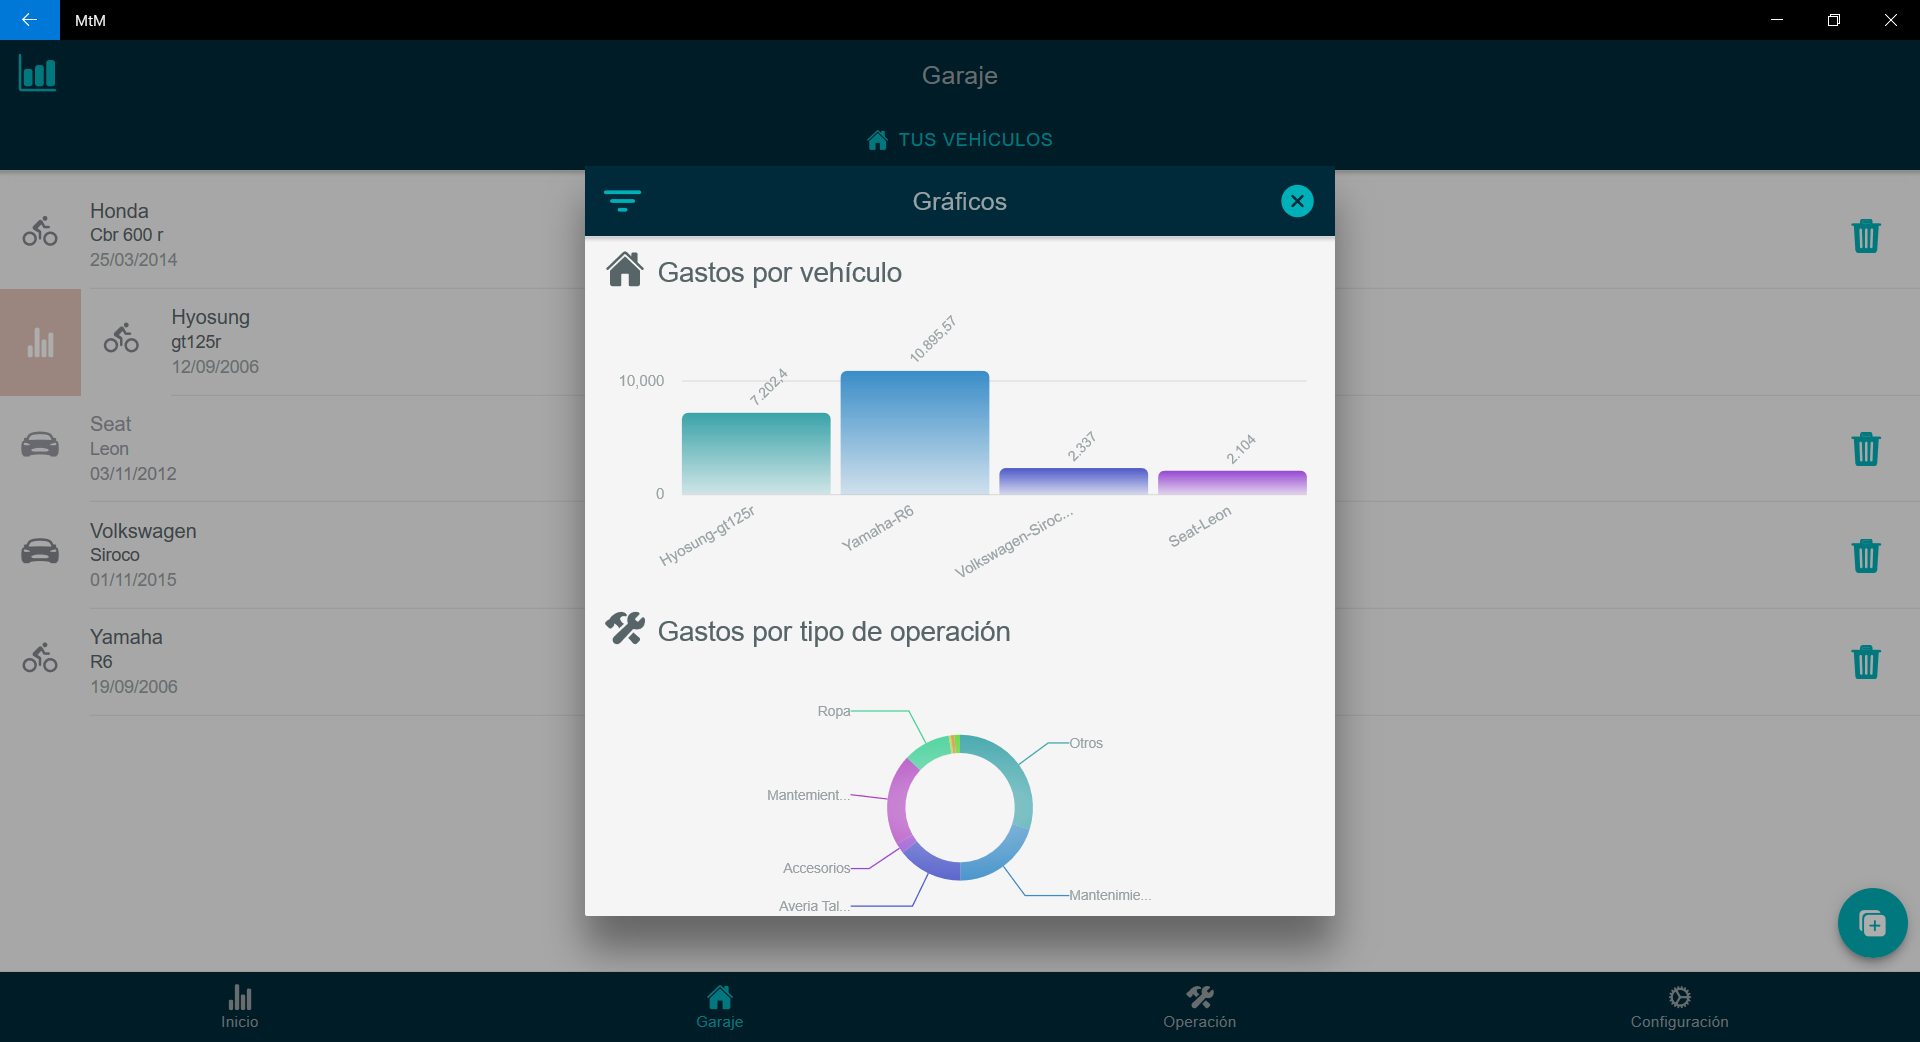 MtM
Garaje
TUS VEHÍCULOS
Honda
Cbr 600 r
25/03/2014
Hyosung
gt125r
12/09/2006
Seat
Leon
03/11/2012
Volkswagen
Siroco
01/11/2015
Yamaha
R6
19/09/2006
Gráficos
Gastos por vehículo
10.895,57
7.202,4
10,000
2.337
2.104
0
Hyosung-gt125r
Yamaha-R6
Volkswagen-Siroc...
Seat-Leon
Gastos por tipo de operación
Ropa
Otros
Mantemient...
Accesorios
Mantenimie...
Averia Tal...
Inicio
Garaje
Operación
Configuración